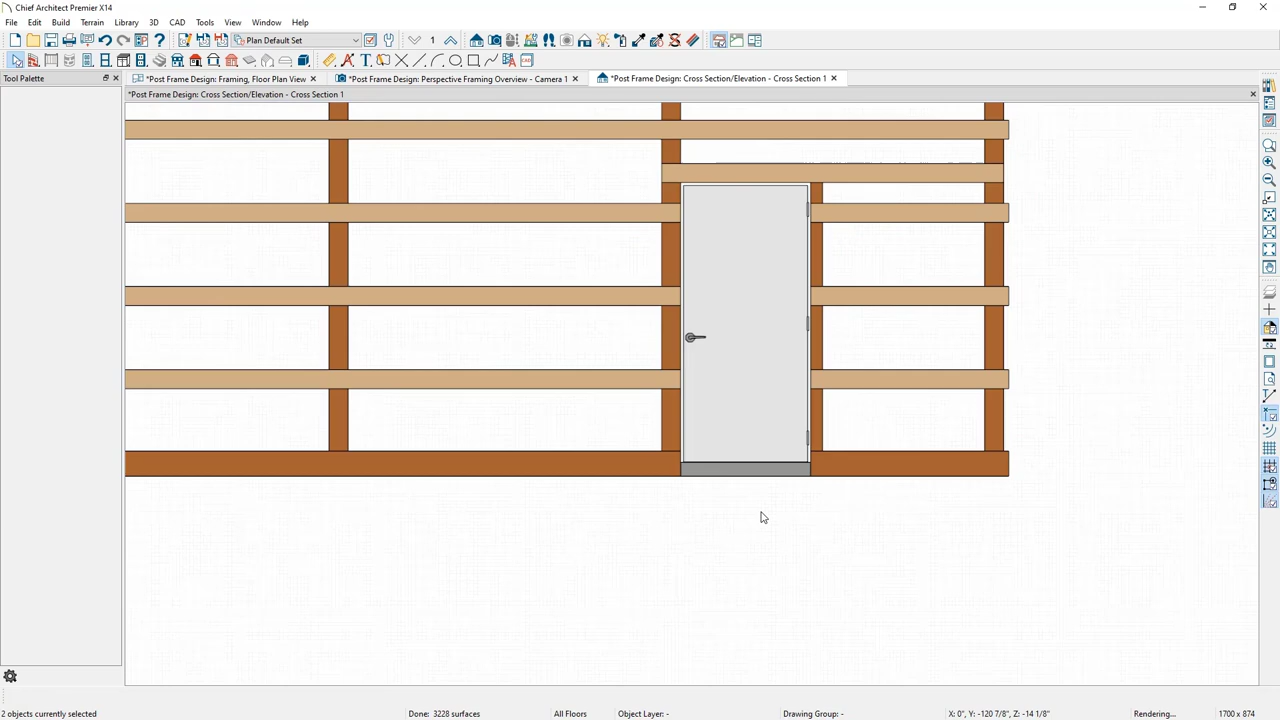 Chief Architect Premier X14
File Edit Build Terrain Library 3D CAD Tools View Window Help
Plan Default Set 1
Tool Palette
*Post Frame Design: Framing, Floor Plan View
*Post Frame Design: Perspective Framing Overview - Camera 1
*Post Frame Design: Cross Section/Elevation - Cross Section 1
*Post Frame Design: Cross Section/Elevation - Cross Section 1
2 objects currently selected
Done: 3228 surfaces
All Floors
Object Layer: -
Drawing Group: -
X: 0", Y: -120 7/8", Z: -14 1/8"
Rendering...
1700 x 874